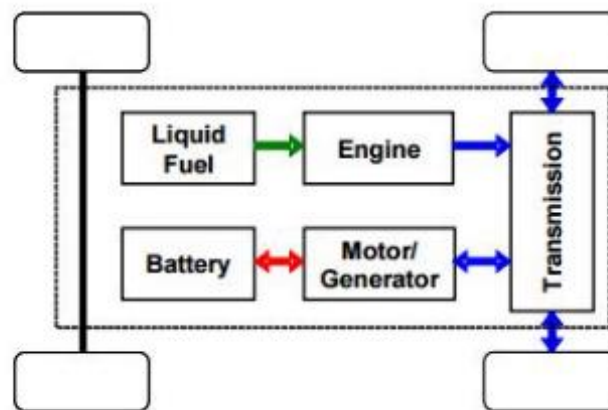 Liquid
Fuel
Engine
Transmission
Battery
Motor/
Generator